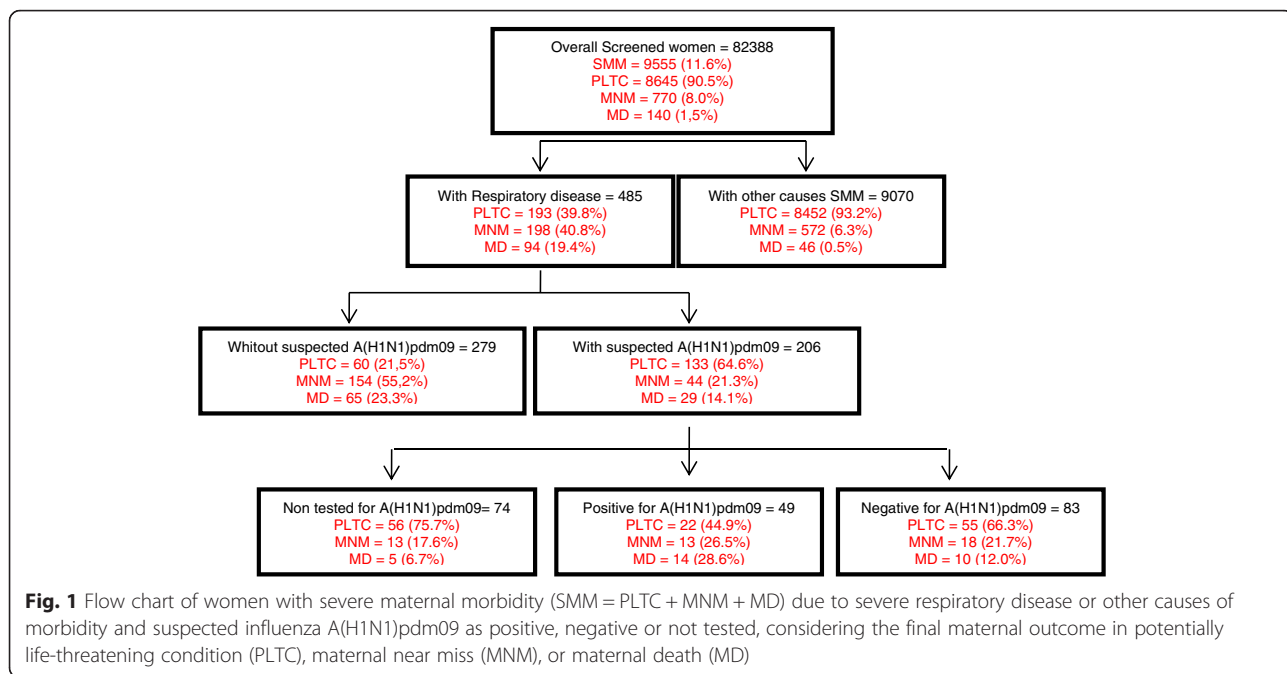 Overall Screened women = 82388
SMM = 9555 (11.6%)
PLTC = 8645 (90.5%)
MNM = 770 (8.0%)
MD = 140 (1,5%)
With Respiratory disease = 485
PLTC = 193 (39.8%)
MNM = 198 (40.8%)
MD = 94 (19.4%)
With other causes SMM = 9070
PLTC = 8452 (93.2%)
MNM = 572 (6.3%)
MD = 46 (0.5%)
Whitout suspected A(H1N1)pdm09 = 279
PLTC = 60 (21,5%)
MNM = 154 (55,2%)
MD = 65 (23,3%)
With suspected A(H1N1)pdm09 = 206
PLTC = 133 (64.6%)
MNM = 44 (21.3%)
MD = 29 (14.1%)
Non tested for A(H1N1)pdm09= 74
PLTC = 56 (75.7%)
MNM = 13 (17.6%)
MD = 5 (6.7%)
Positive for A(H1N1)pdm09 = 49
PLTC = 22 (44.9%)
MNM = 13 (26.5%)
MD = 14 (28.6%)
Negative for A(H1N1)pdm09 = 83
PLTC = 55 (66.3%)
MNM = 18 (21.7%)
MD = 10 (12.0%)
Fig. 1 Flow chart of women with severe maternal morbidity (SMM = PLTC + MNM + MD) due to severe respiratory disease or other causes of
morbidity and suspected influenza A(H1N1)pdm09 as positive, negative or not tested, considering the final maternal outcome in potentially
life-threatening condition (PLTC), maternal near miss (MNM), or maternal death (MD)